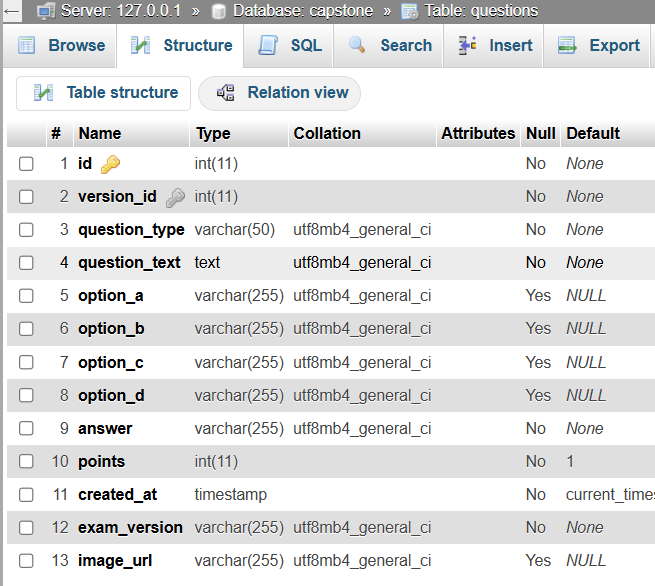 ← Server: 127.0.0.1 » Database: capstone » Table: questions
Browse Structure SQL Search Insert Export
Table structure Relation view
# Name Type Collation Attributes Null Default
1 id int(11) No None
2 version_id int(11) No None
3 question_type varchar(50) utf8mb4_general_ci No None
4 question_text text utf8mb4_general_ci No None
5 option_a varchar(255) utf8mb4_general_ci Yes NULL
6 option_b varchar(255) utf8mb4_general_ci Yes NULL
7 option_c varchar(255) utf8mb4_general_ci Yes NULL
8 option_d varchar(255) utf8mb4_general_ci Yes NULL
9 answer varchar(255) utf8mb4_general_ci No None
10 points int(11) No 1
11 created_at timestamp No current_times
12 exam_version varchar(255) utf8mb4_general_ci No None
13 image_url varchar(255) utf8mb4_general_ci Yes NULL